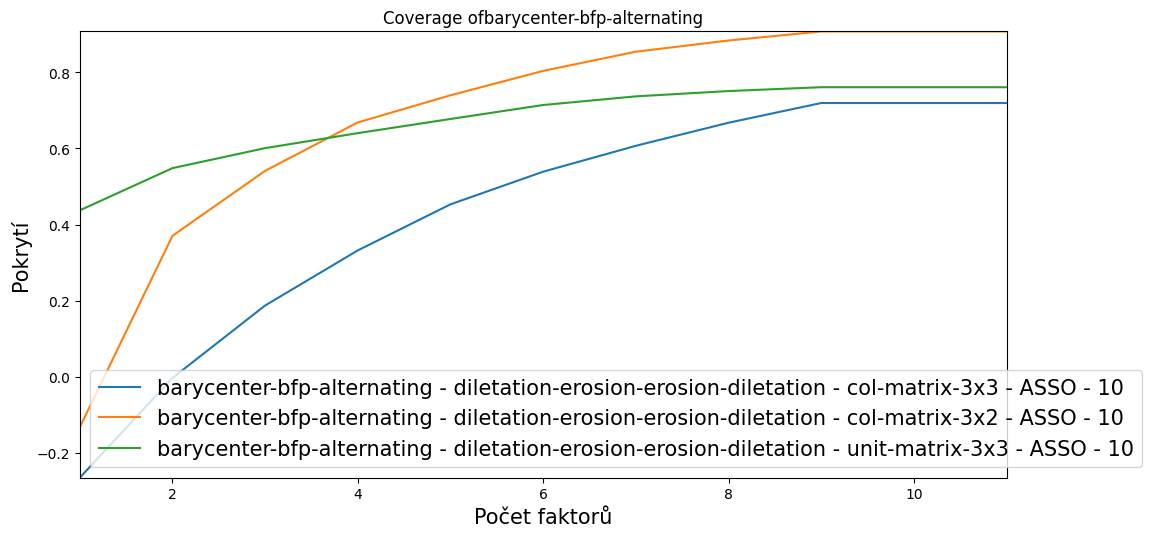 Coverage ofbarycenter-bfp-alternating
0.8
0.6
0.4
0.2
0.0
−0.2
Pokrytí
barycenter-bfp-alternating - diletation-erosion-erosion-diletation - col-matrix-3x3 - ASSO - 10
barycenter-bfp-alternating - diletation-erosion-erosion-diletation - col-matrix-3x2 - ASSO - 10
barycenter-bfp-alternating - diletation-erosion-erosion-diletation - unit-matrix-3x3 - ASSO - 10
2 4 6 8 10
Počet faktorů